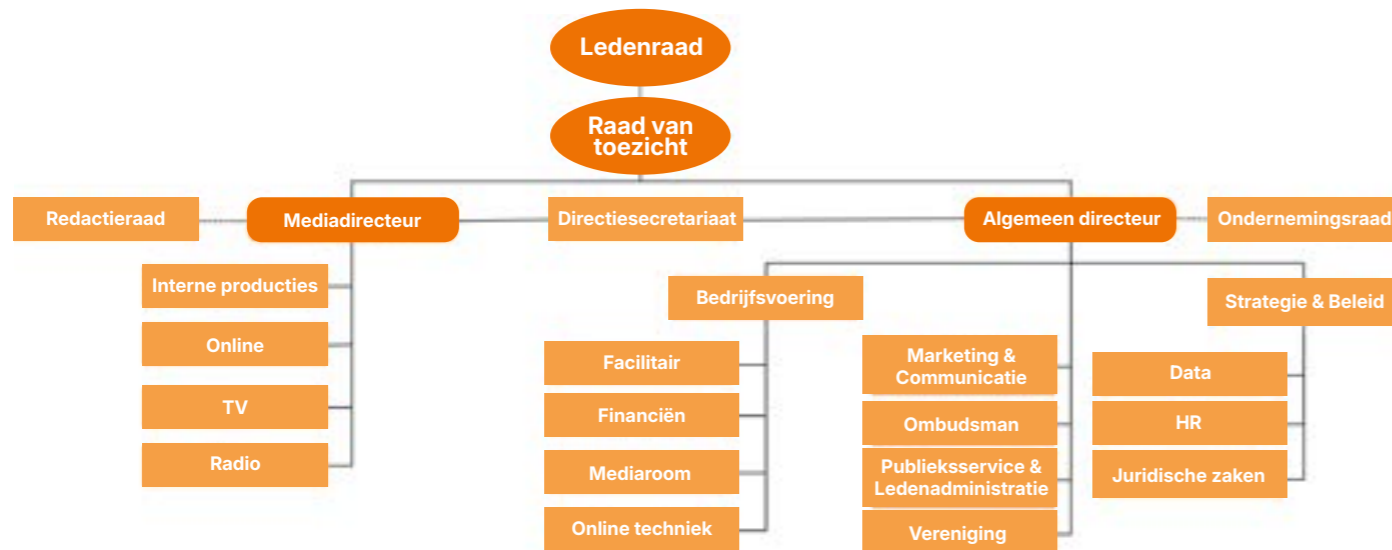 Ledenraad
Raad van
toezicht
Redactieraad
Mediadirecteur
Directiesecretariaat
Algemeen directeur
Ondernemingsraad
Interne producties
Online
TV
Radio
Bedrijfsvoering
Facilitair
Financiën
Mediaroom
Online techniek
Marketing &
Communicatie
Ombudsman
Publieksservice &
Ledenadministratie
Vereniging
Strategie & Beleid
Data
HR
Juridische zaken